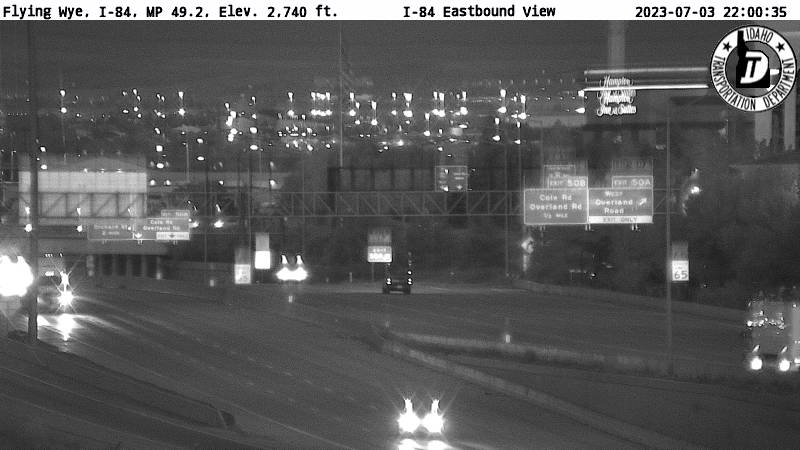 Flying Wye, I-84, MP 49.2, Elev. 2,740 ft.
I-84 Eastbound View
2023-07-03 22:00:35
IDAHO
TRANSPORTATION DEPARTMENT
Hampton
Inn & Suites
EXIT 50B
Cole Rd
Overland Rd
½ MILE
EXIT 50A
WEST
Overland
Road
EXIT ONLY
Orchard St
Cole Rd
Overland Rd
65